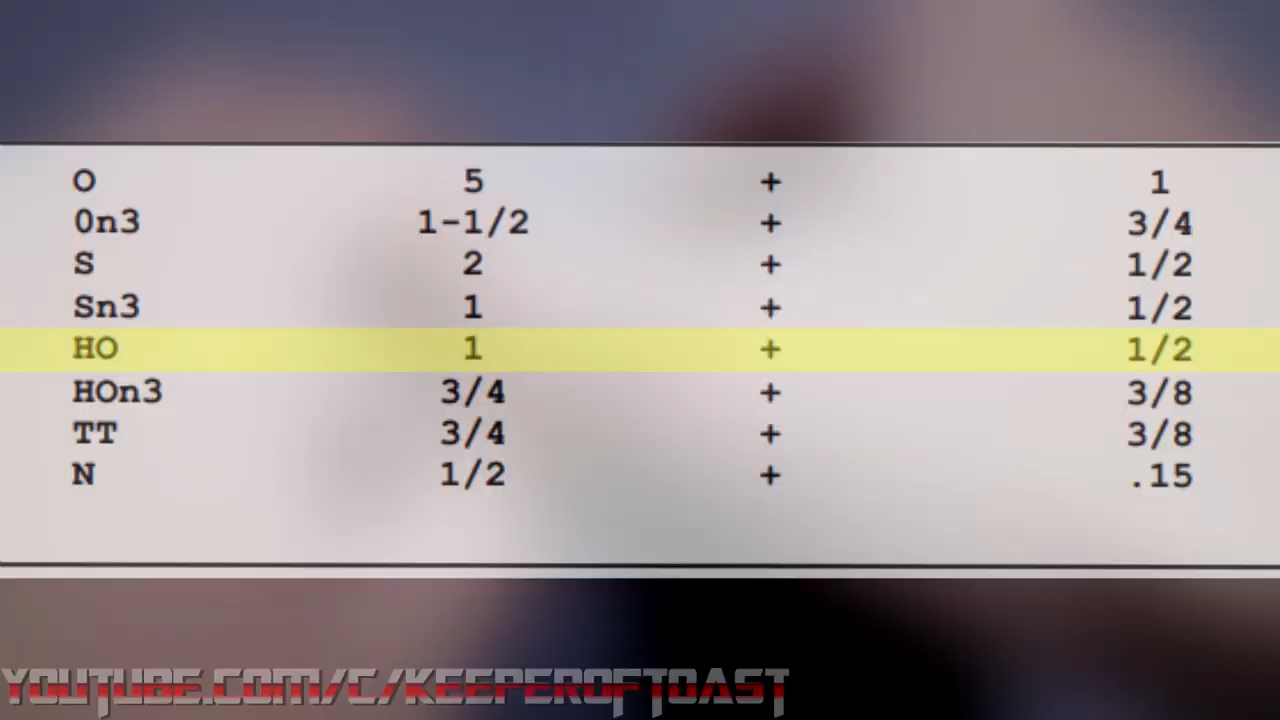 O 5 + 1
0n3 1-1/2 + 3/4
S 2 + 1/2
Sn3 1 + 1/2
HO 1 + 1/2
HOn3 3/4 + 3/8
TT 3/4 + 3/8
N 1/2 + .15
YOUTUBE.COM/C/KEEPEROFTOAST